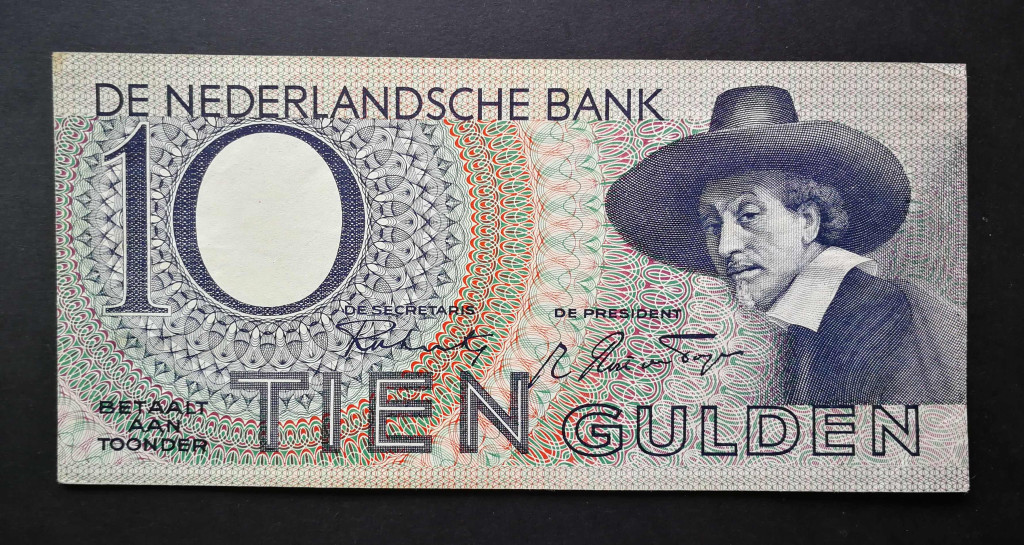 DE NEDERLANDSCHE BANK
10
DE SECRETARIS
DE PRESIDENT
BETAALT
AAN
TOONDER
TIEN
GULDEN